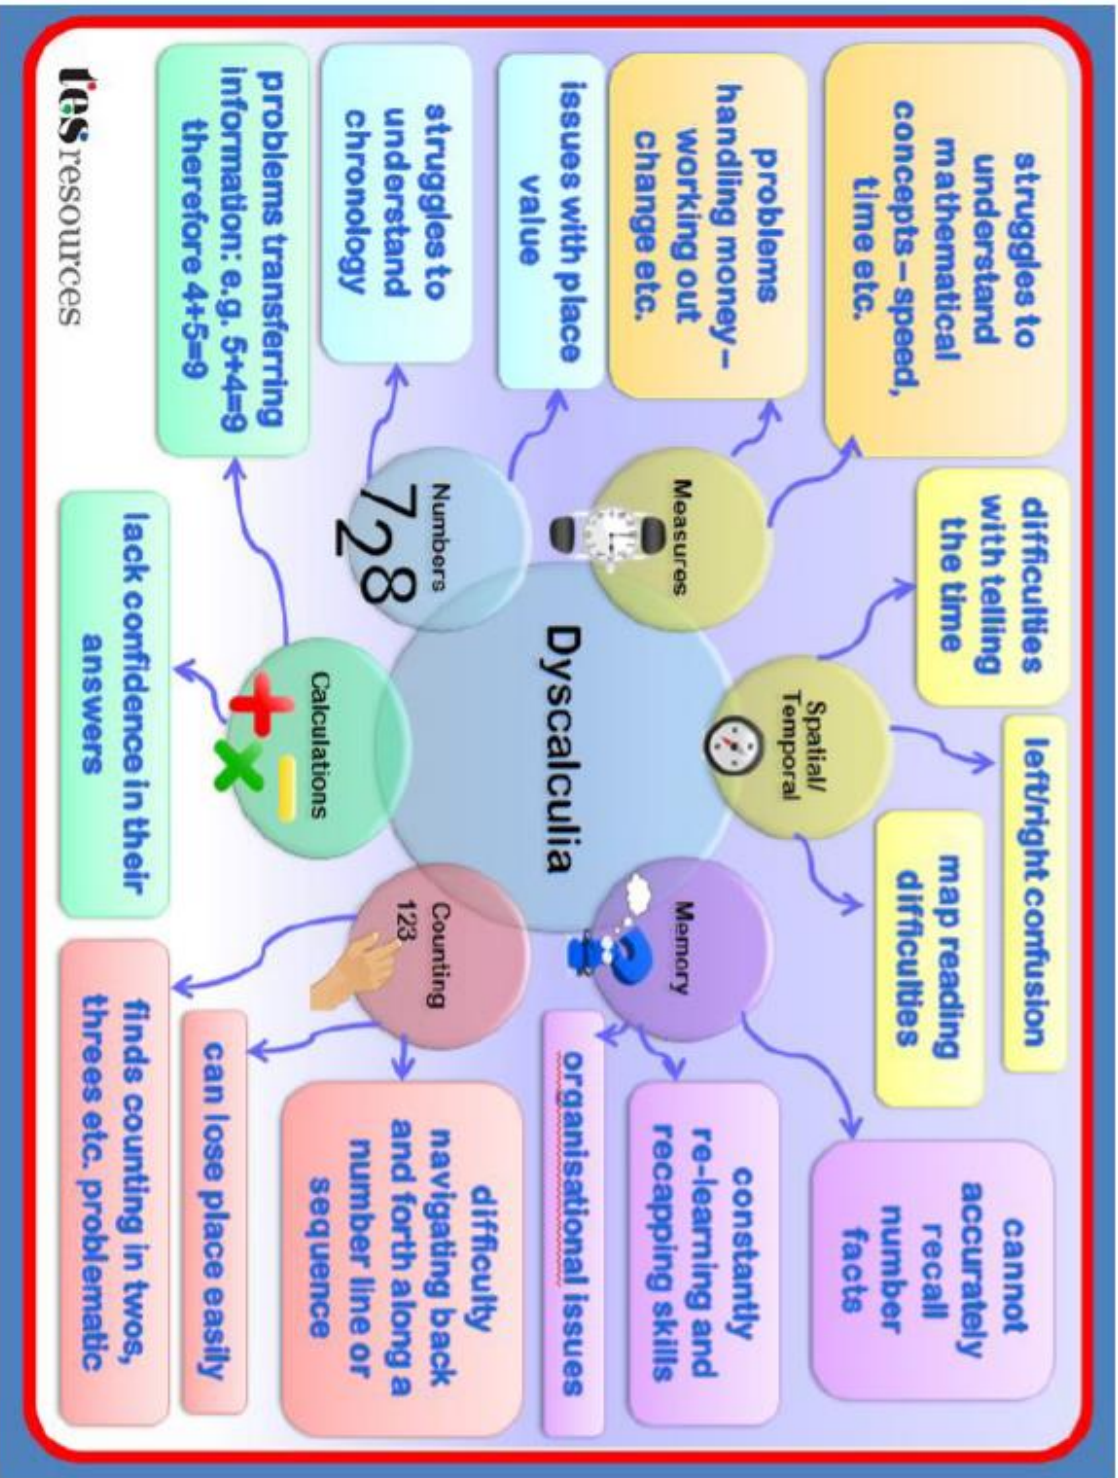 Dyscalculia
Measures
struggles to
understand
mathematical
concepts – speed,
time etc.
problems
handling money –
working out
change etc.
Spatial/
Temporal
difficulties
with telling
the time
left/right confusion
map reading
difficulties
Memory
cannot
accurately
recall
number
facts
constantly
re-learning and
recapping skills
organisational issues
Counting
123
difficulty
navigating back
and forth along a
number line or
sequence
can lose place easily
finds counting in twos,
threes etc. problematic
Calculations
lack confidence in their
answers
problems transferring
information: e.g. 5+4=9
therefore 4+5=9
Numbers
728
issues with place
value
struggles to
understand
chronology
tes resources